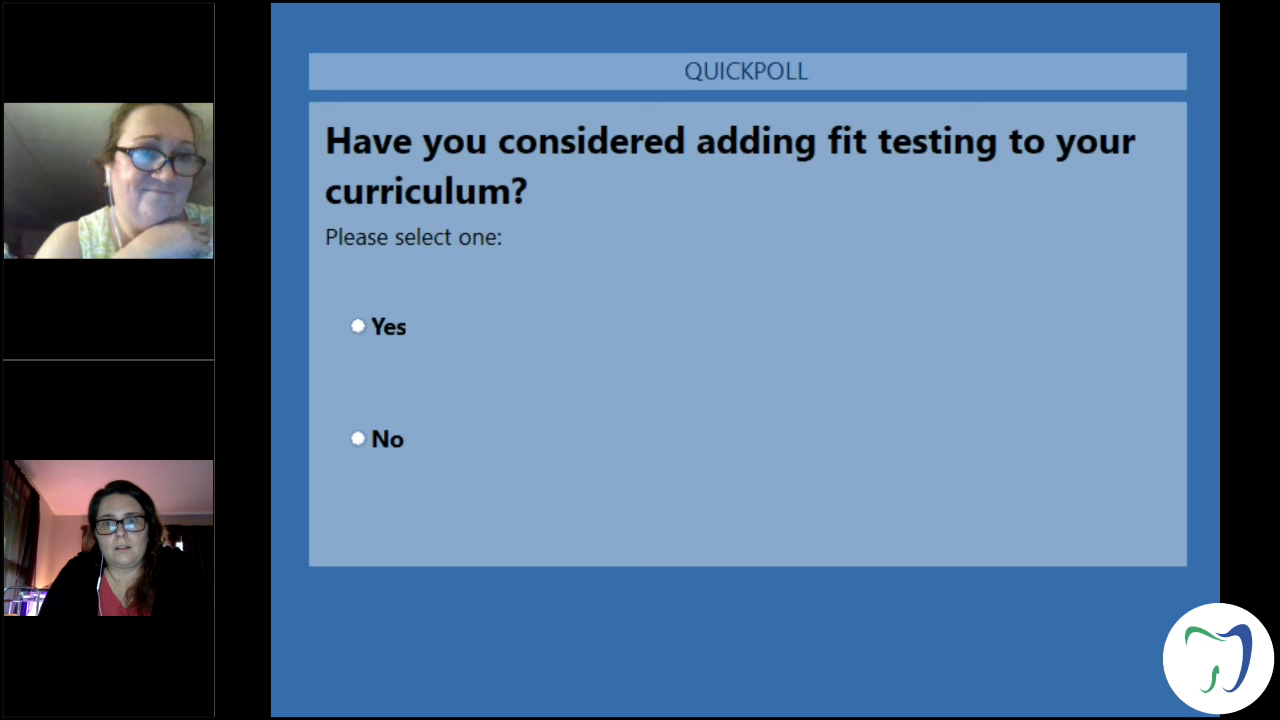 QUICKPOLL
Have you considered adding fit testing to your
curriculum?
Please select one:
Yes
No